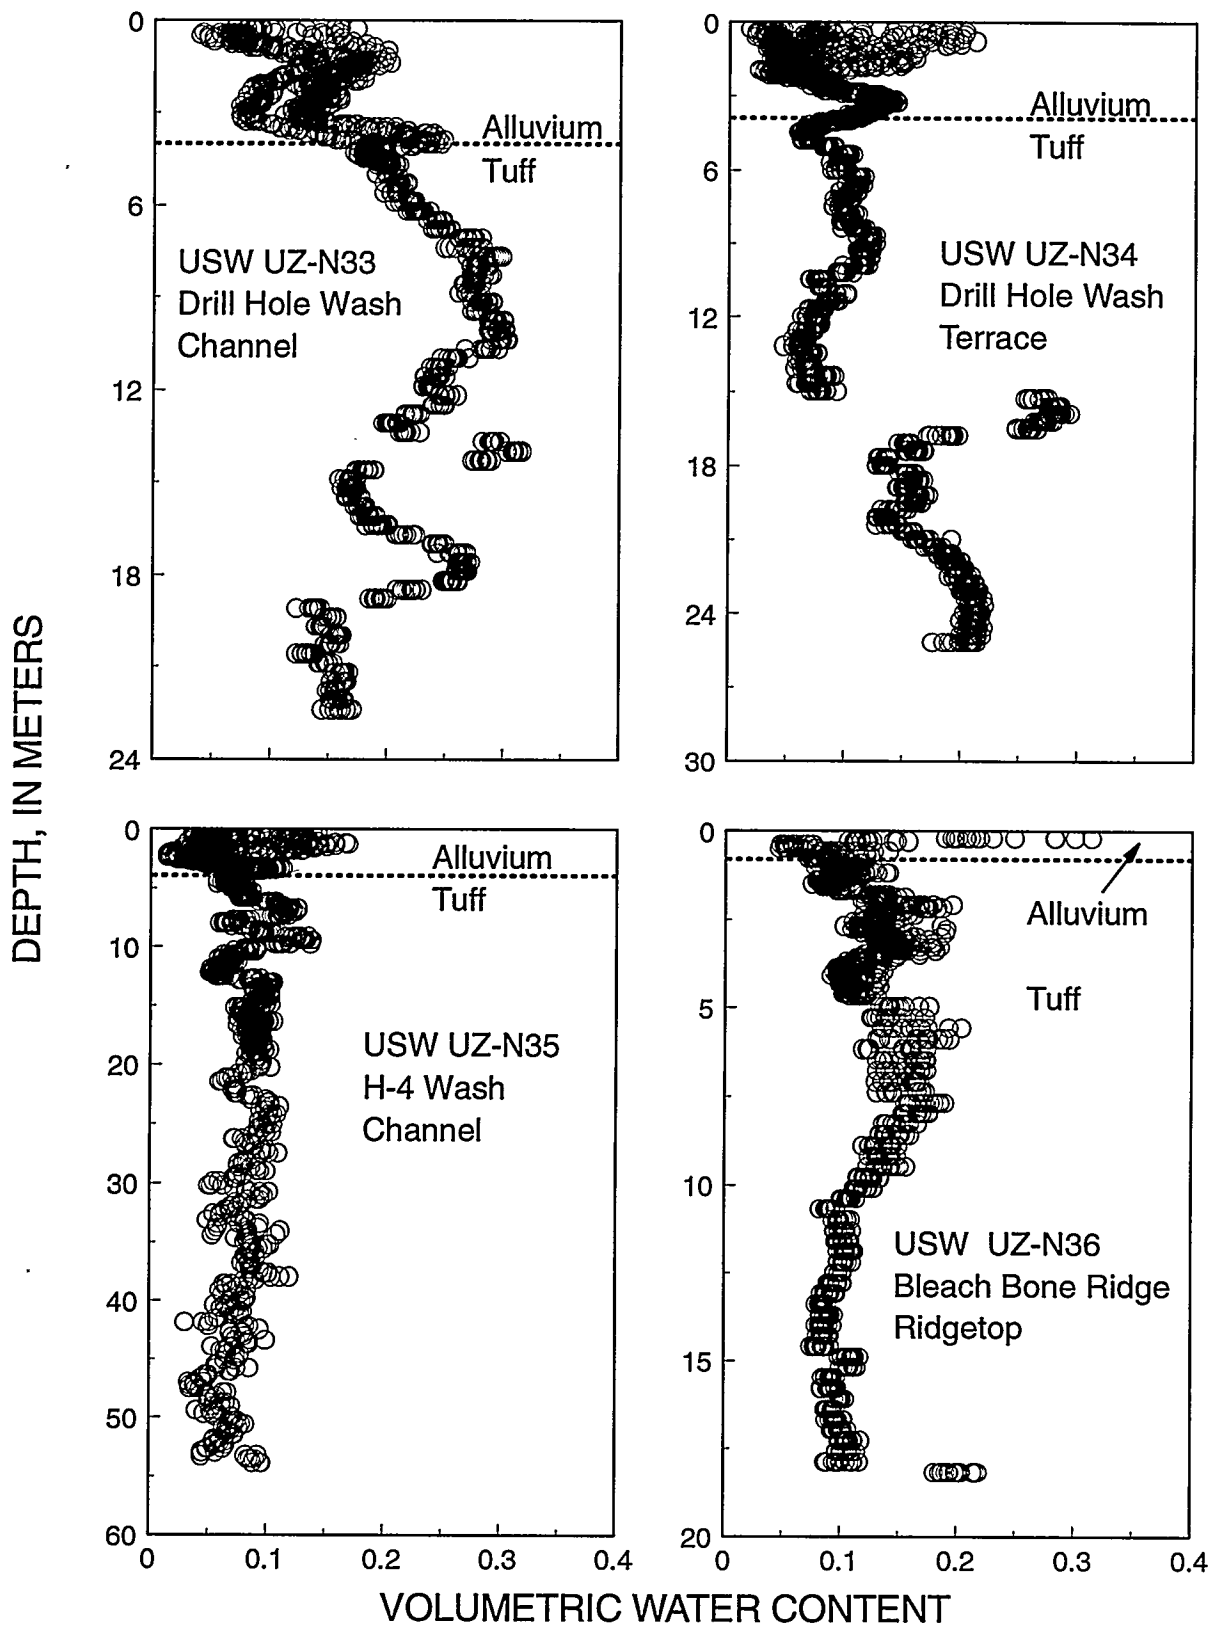 DEPTH, IN METERS
0
6
12
18
24
Alluvium
Tuff
USW UZ-N33
Drill Hole Wash
Channel
0
6
12
18
24
30
Alluvium
Tuff
USW UZ-N34
Drill Hole Wash
Terrace
0
10
20
30
40
50
60
Alluvium
Tuff
USW UZ-N35
H-4 Wash
Channel
0 0.1 0.2 0.3 0.4
0
5
10
15
20
Alluvium
Tuff
USW UZ-N36
Bleach Bone Ridge
Ridgetop
0 0.1 0.2 0.3 0.4
VOLUMETRIC WATER CONTENT